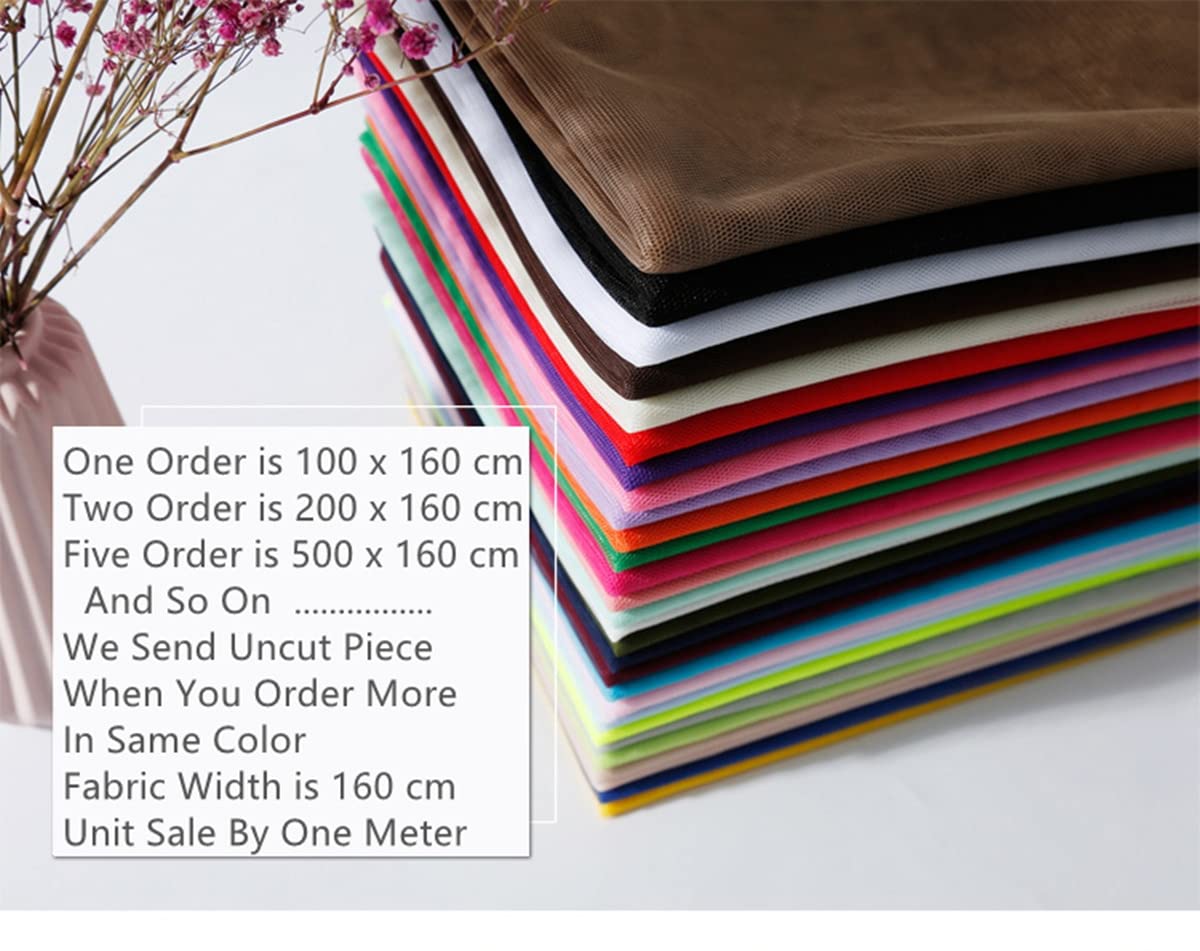 One Order is 100 x 160 cm
Two Order is 200 x 160 cm
Five Order is 500 x 160 cm
And So On ................
We Send Uncut Piece
When You Order More
In Same Color
Fabric Width is 160 cm
Unit Sale By One Meter